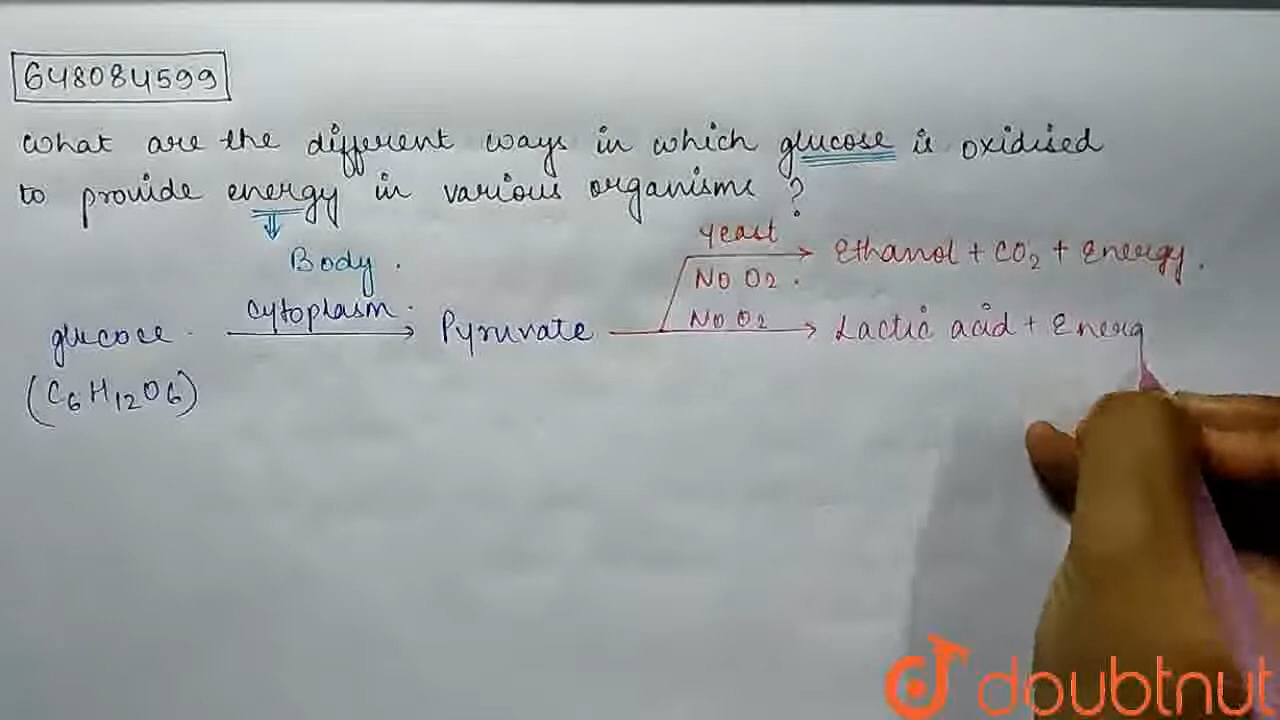 648084599
What are the different ways in which glucose is oxidised
to provide energy in various organisms ?
Body .
Yeast
Ethanol + CO2 + Energy .
No O2 .
Cytoplasm .
No O2
glucose
Pyruvate
Lactic acid + Energ
(C6H12O6)
doubtnut